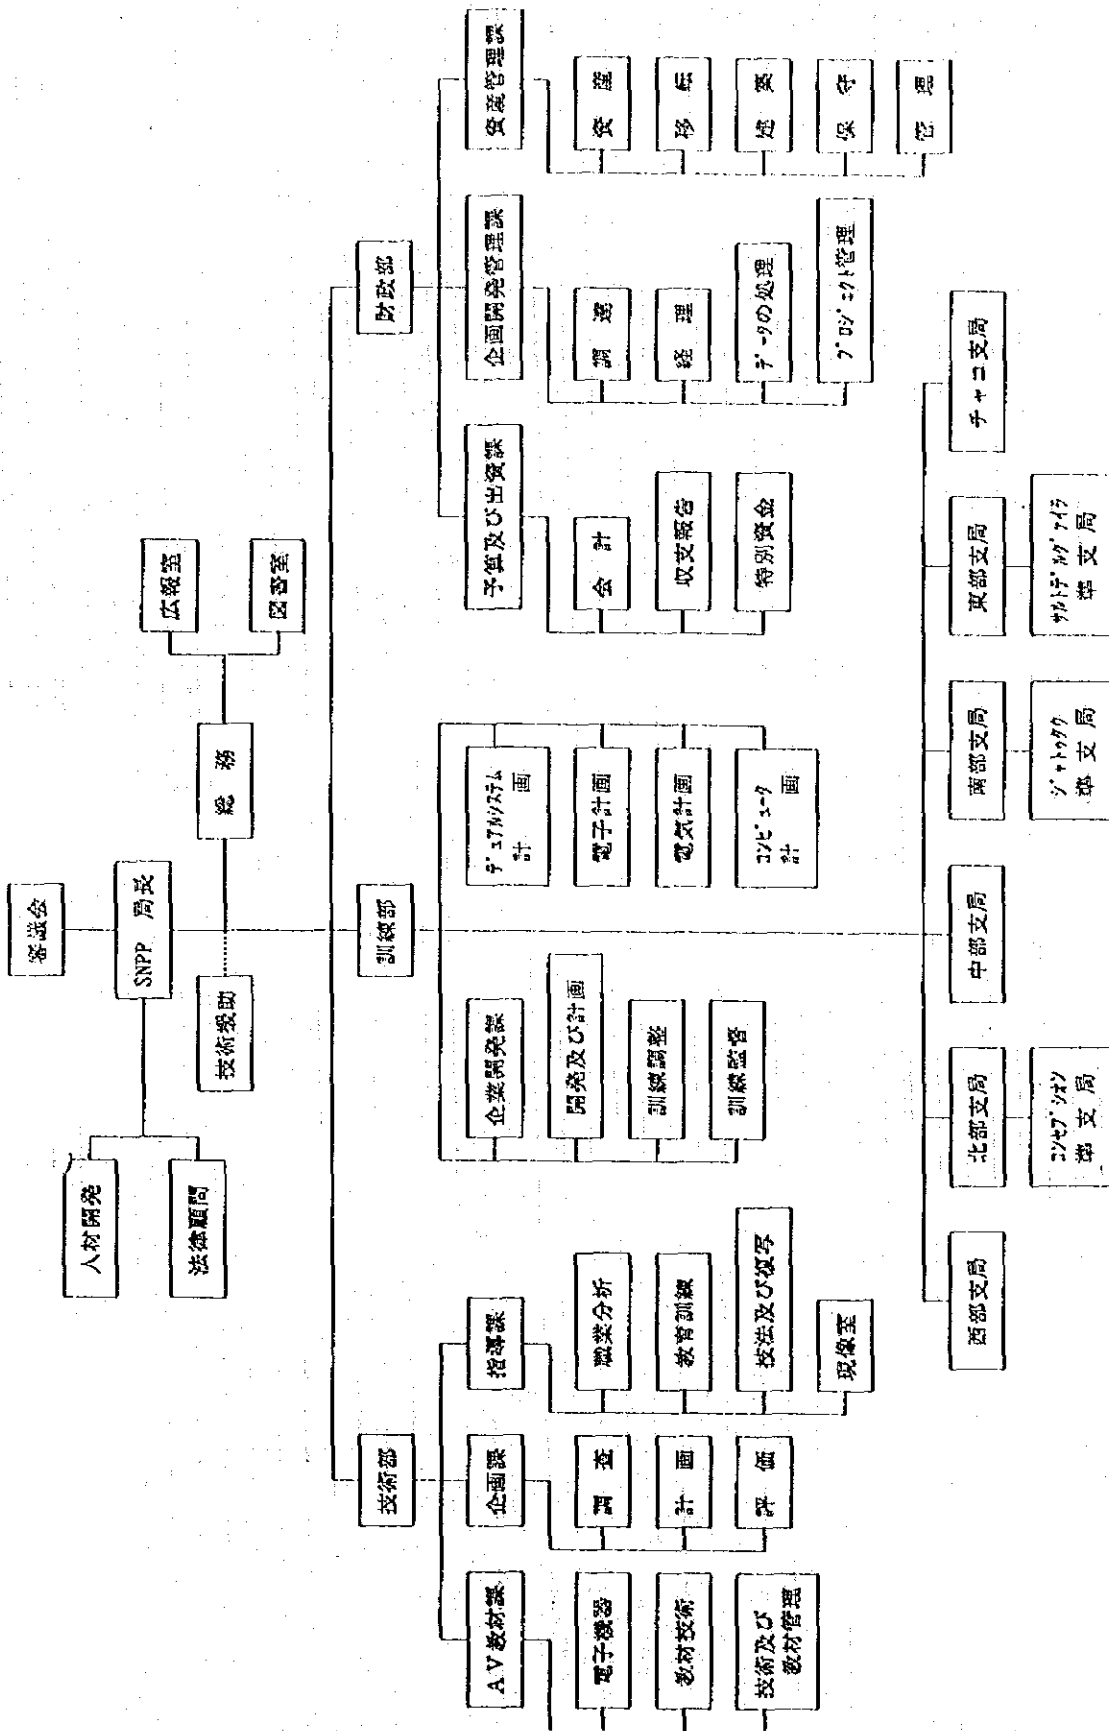 審議会
SNPP 局長
人材開発
法律顧問
技術援助
総　務
広報室
図書室
技術部
訓練部
財政部
AV教材課
電子機器
教材技術
技術及び
教材管理
企画課
調　査
計　画
評　価
指導課
職業分析
教育訓練
技法及び複写
現像室
企業開発課
開発及び計画
訓練調整
訓練監督
デュアルシステム
計　画
電子計画
電気計画
コンピュータ
計　画
予算及び出資課
会　計
収支報告
特別資金
企画開発管理課
調　達
経　理
データの処理
プロジェクト管理
資産管理課
資　産
移　転
建　築
保　守
管　理
西部支局
北部支局
コンセプシオン
準支局
中部支局
南部支局
準支局
東部支局
サルトデルグアイラ
準支局
チャコ支局